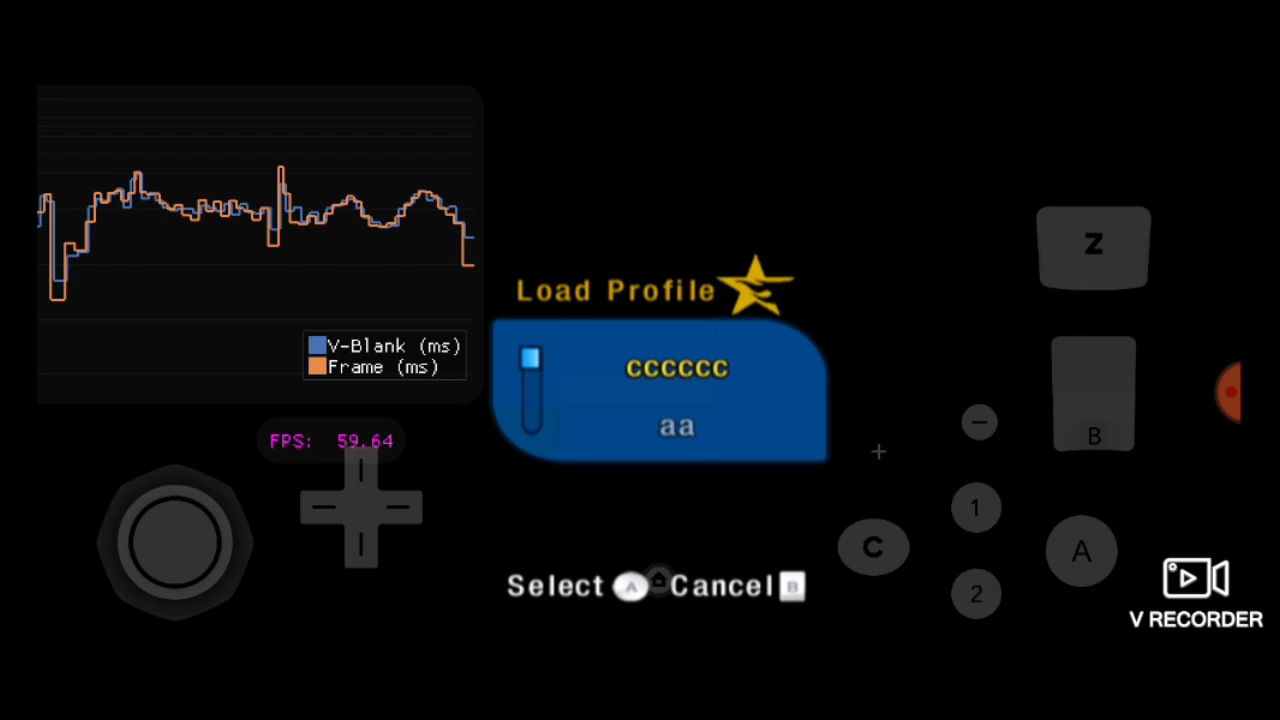 Z
Load Profile
V-Blank (ms)
Frame (ms)
cccccc
aa
FPS: 59.64
B
1
C
A
2
Select A Cancel B
V RECORDER